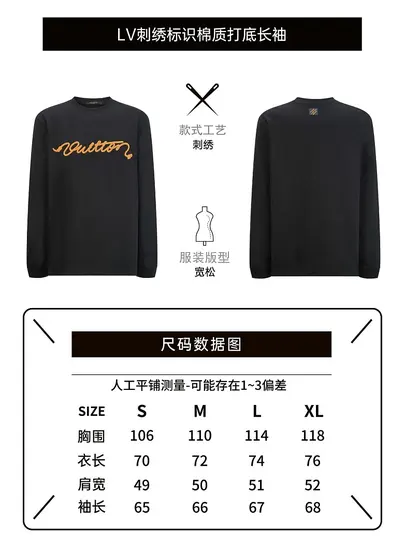 LV刺绣标识棉质打底长袖
Vuitton
款式工艺
刺绣
服装版型
宽松
尺码数据图
人工平铺测量-可能存在1~3偏差
SIZE S M L XL
胸围 106 110 114 118
衣长 70 72 74 76
肩宽 49 50 51 52
袖长 65 66 67 68